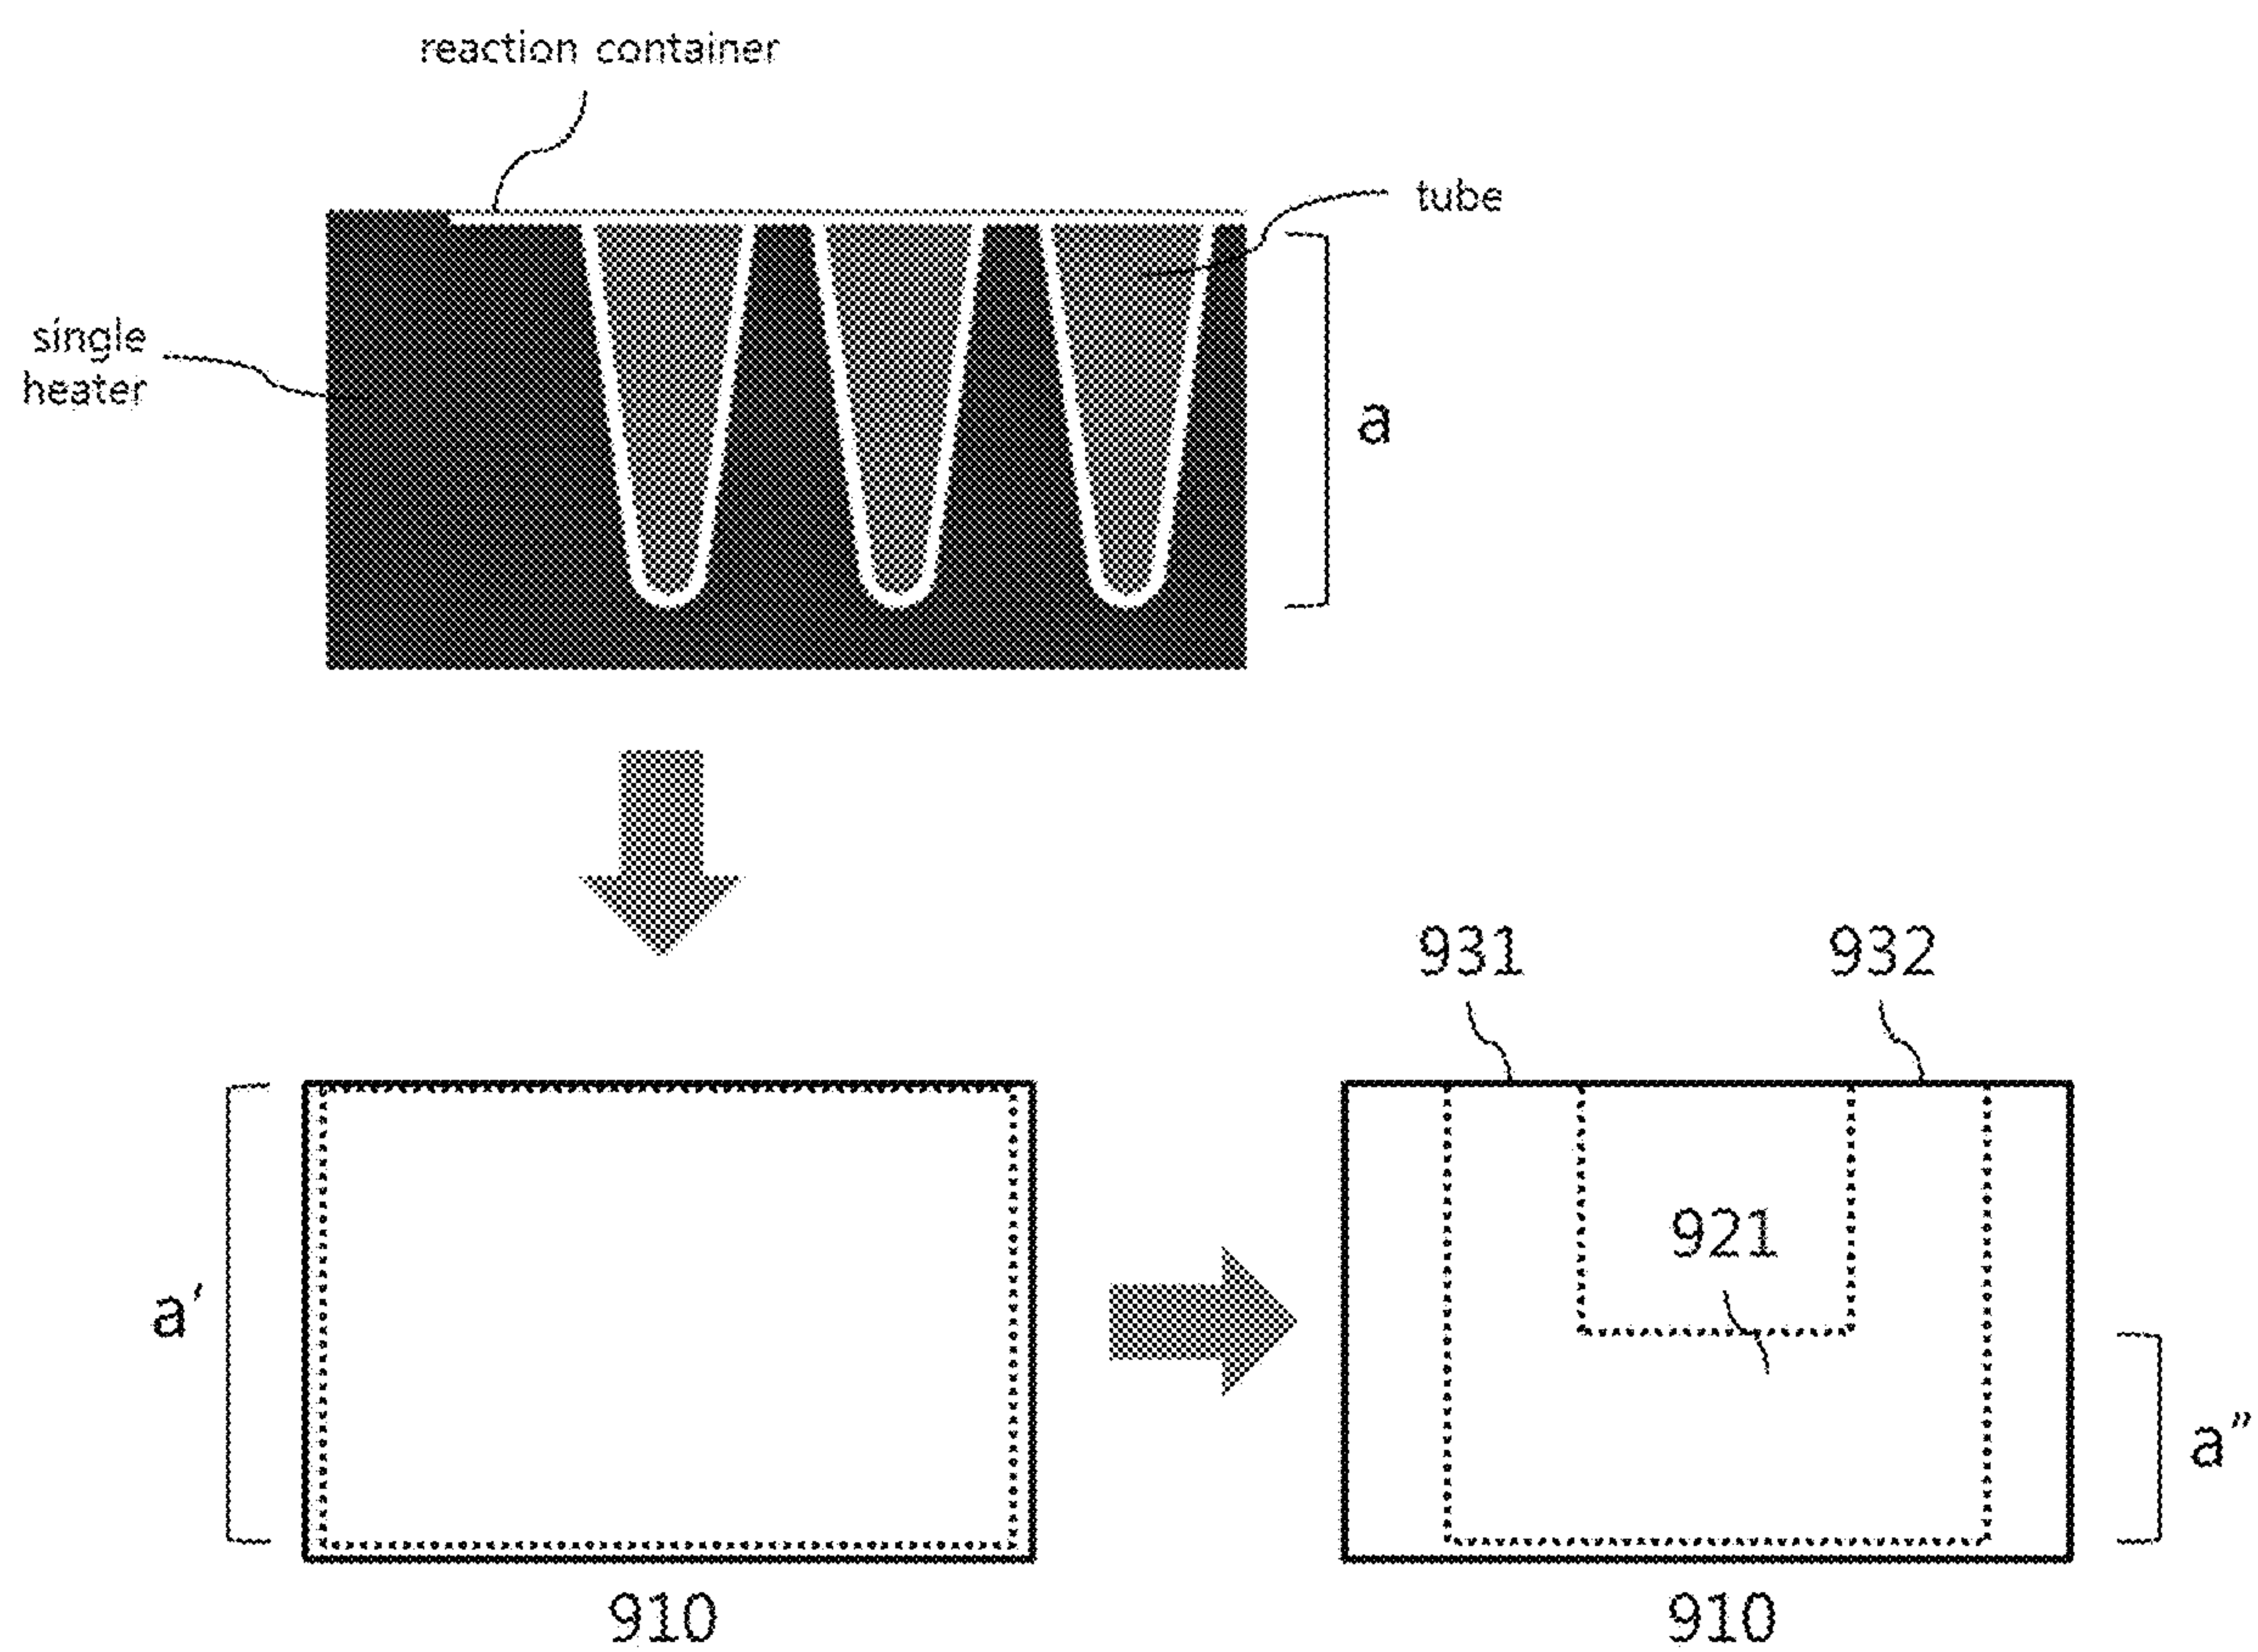 reaction container
tube
single
heater
a
931
932
921
a′
a″
910
910